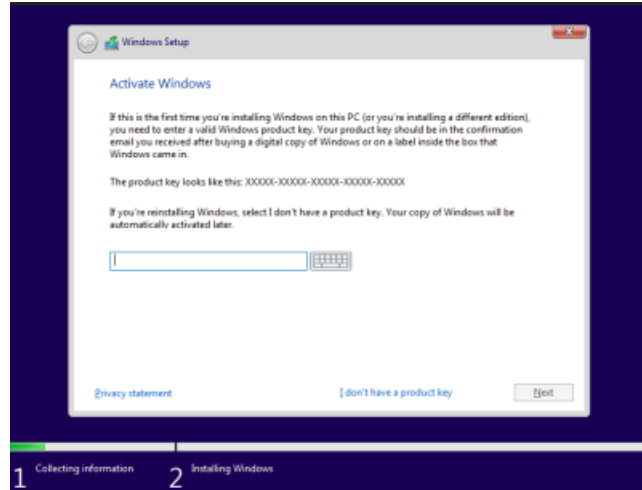 Windows Setup
Activate Windows
If this is the first time you're installing Windows on this PC (or you're installing a different edition),
you need to enter a valid Windows product key. Your product key should be in the confirmation
email you received after buying a digital copy of Windows or on a label inside the box that
Windows came in.
The product key looks like this: XXXXX-XXXXX-XXXXX-XXXXX-XXXXX
If you're reinstalling Windows, select I don't have a product key. Your copy of Windows will be
automatically activated later.
Privacy statement
I don't have a product key
Next
1 Collecting information
2 Installing Windows